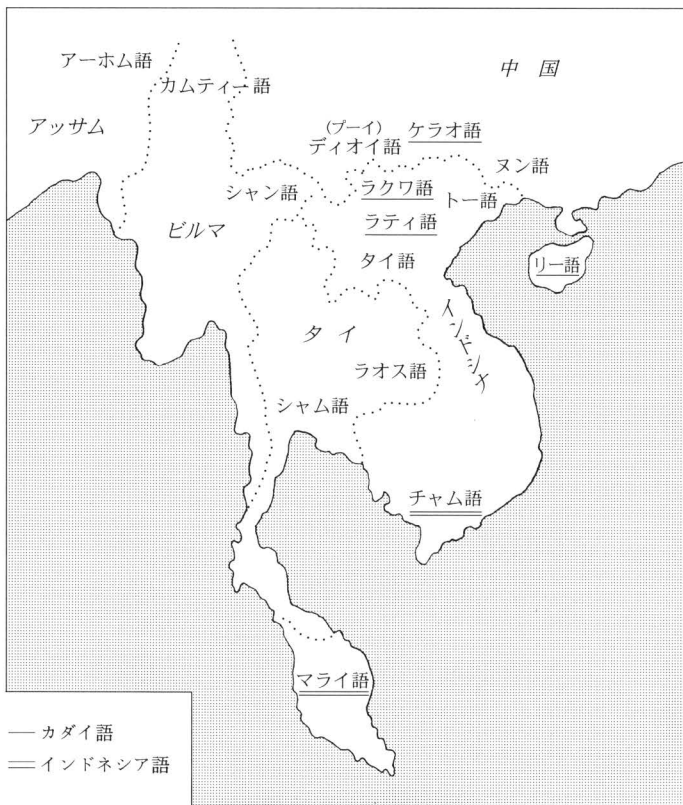 アーホム語
カムティー語
中 国
アッサム
(プーイ)
ディオイ語
ケラオ語
ヌン語
シャン語
ラクワ語
トー語
ビルマ
ラティ語
リー語
タイ語
インドシメ
タイ
ラオス語
シャム語
チャム語
マライ語
カダイ語
インドネシア語